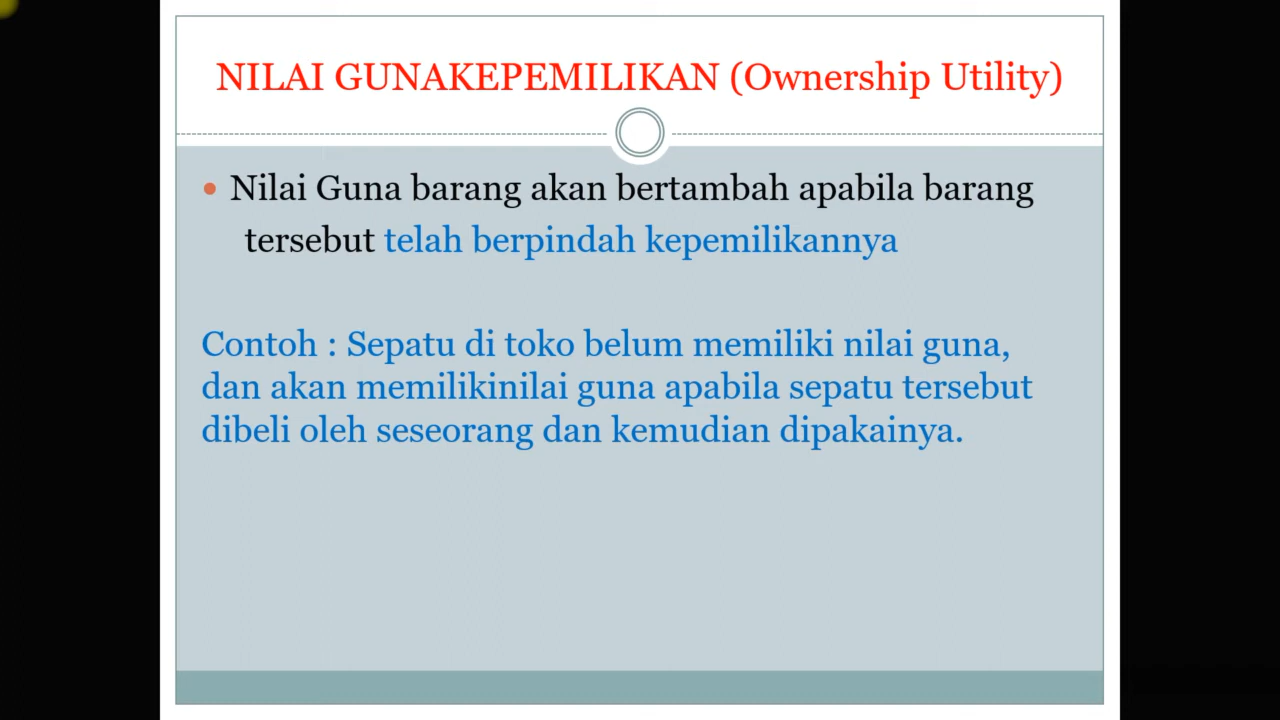 NILAI GUNAKEPEMILIKAN (Ownership Utility)
• Nilai Guna barang akan bertambah apabila barang
tersebut telah berpindah kepemilikannya
Contoh : Sepatu di toko belum memiliki nilai guna,
dan akan memilikinilai guna apabila sepatu tersebut
dibeli oleh seseorang dan kemudian dipakainya.